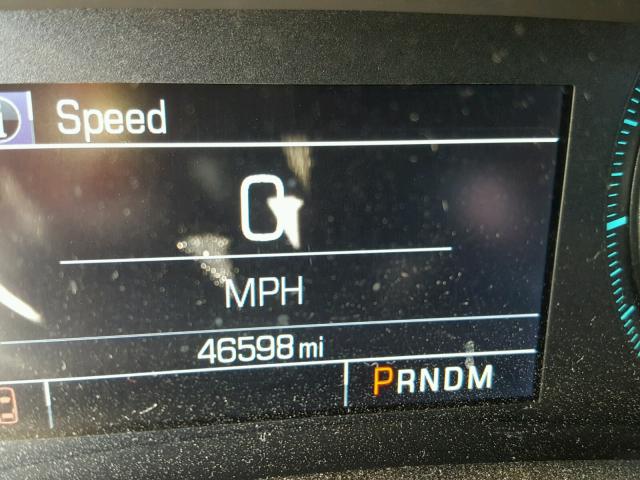 i Speed
0
MPH
46598 mi
PRNDM